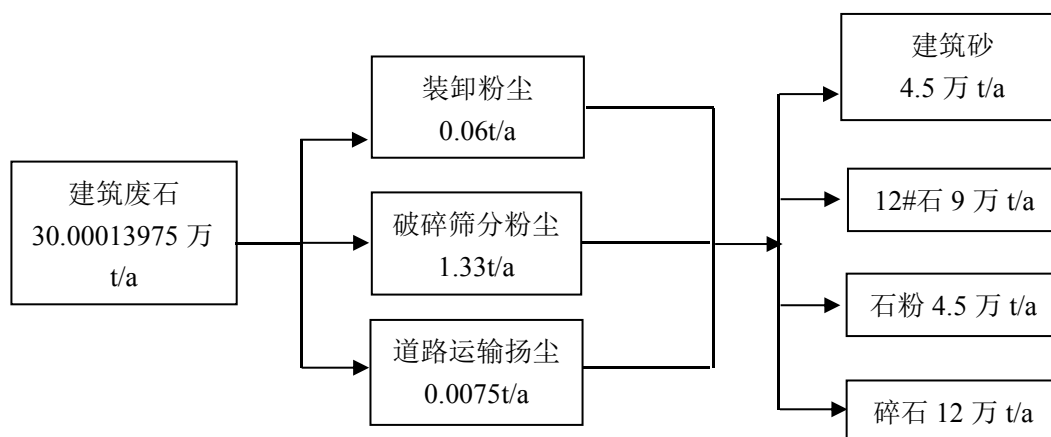 建筑废石
30.00013975 万
t/a
装卸粉尘
0.06t/a
破碎筛分粉尘
1.33t/a
道路运输扬尘
0.0075t/a
建筑砂
4.5 万 t/a
12#石 9 万 t/a
石粉 4.5 万 t/a
碎石 12 万 t/a